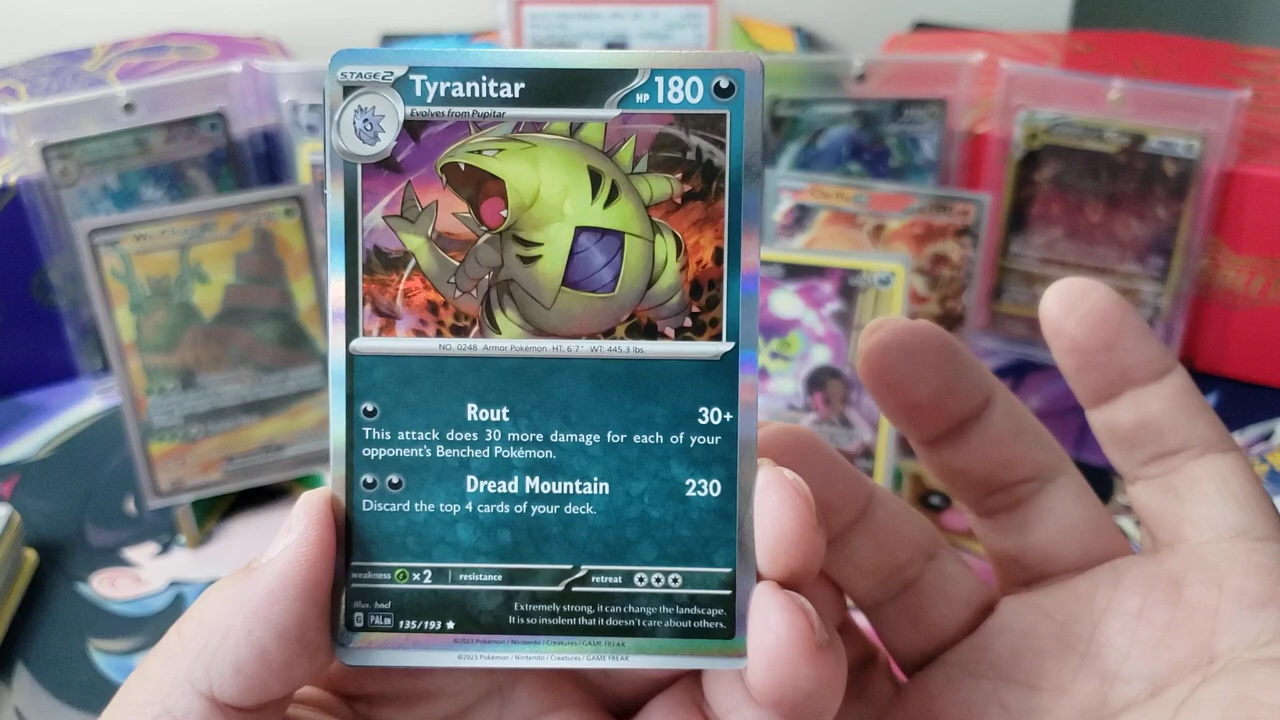 STAGE2 Tyranitar HP 180
Evolves from Pupitar
NO. 0248 Armor Pokémon HT: 6'7" WT: 445.3 lbs.
Rout 30+
This attack does 30 more damage for each of your
opponent's Benched Pokémon.
Dread Mountain 230
Discard the top 4 cards of your deck.
weakness ×2 resistance retreat
Illus. hncl
Extremely strong, it can change the landscape.
It is so insolent that it doesn't care about others.
G PAL EN 135/193
©2023 Pokémon / Nintendo / Creatures / GAME FREAK
©2023 Pokémon / Nintendo / Creatures / GAME FREAK